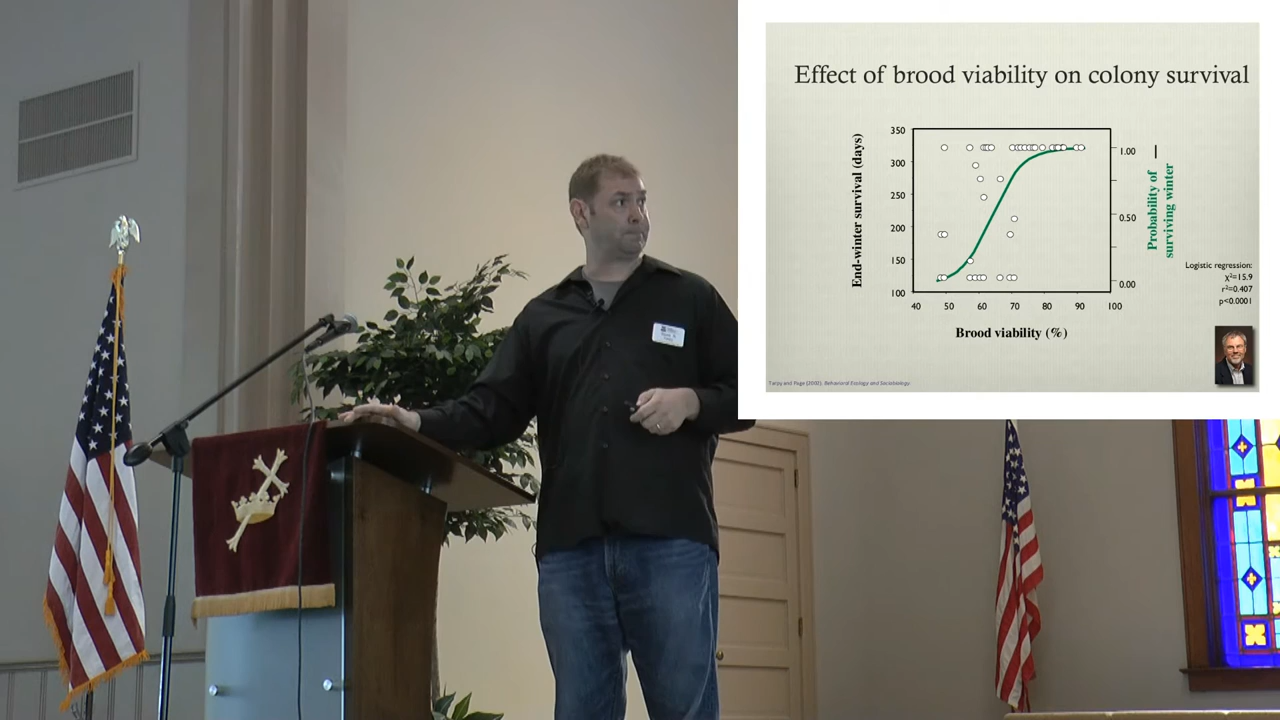 Effect of brood viability on colony survival
End-winter survival (days)
350
300
250
200
150
100
40 50 60 70 80 90 100
Brood viability (%)
1.00
0.50
0.00
Probability of
surviving winter
Logistic regression:
χ²=15.9
r²=0.407
p<0.0001
Tarpy and Page (2002). Behavioral Ecology and Sociobiology